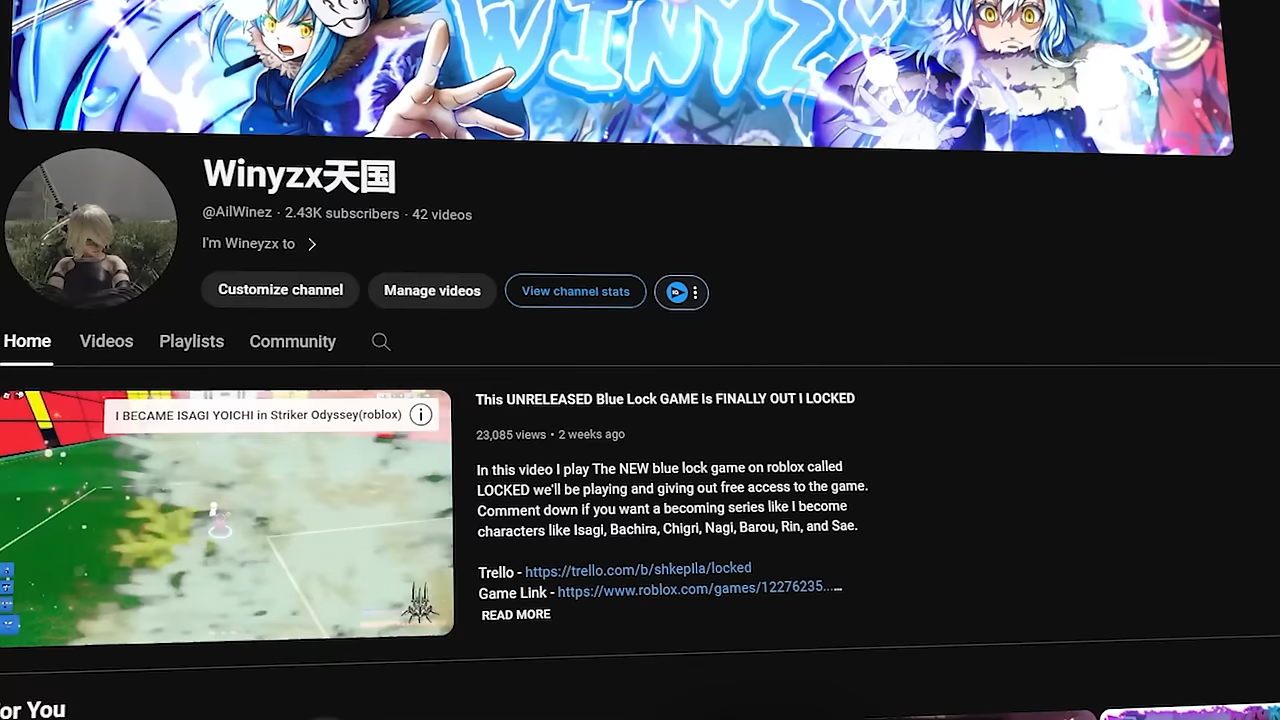 WINYZX
Winyzx天国
@AilWinez · 2.43K subscribers · 42 videos
I'm Wineyzx to
Customize channel
Manage videos
View channel stats
Home
Videos
Playlists
Community
I BECAME ISAGI YOICHI in Striker Odyssey(roblox)
This UNRELEASED Blue Lock GAME Is FINALLY OUT I LOCKED
23,085 views • 2 weeks ago
In this video I play The NEW blue lock game on roblox called
LOCKED we'll be playing and giving out free access to the game.
Comment down if you want a becoming series like I become
characters like Isagi, Bachira, Chigri, Nagi, Barou, Rin, and Sae.
Trello - https://trello.com/b/shkeplla/locked
Game Link - https://www.roblox.com/games/12276235...…
READ MORE
or You